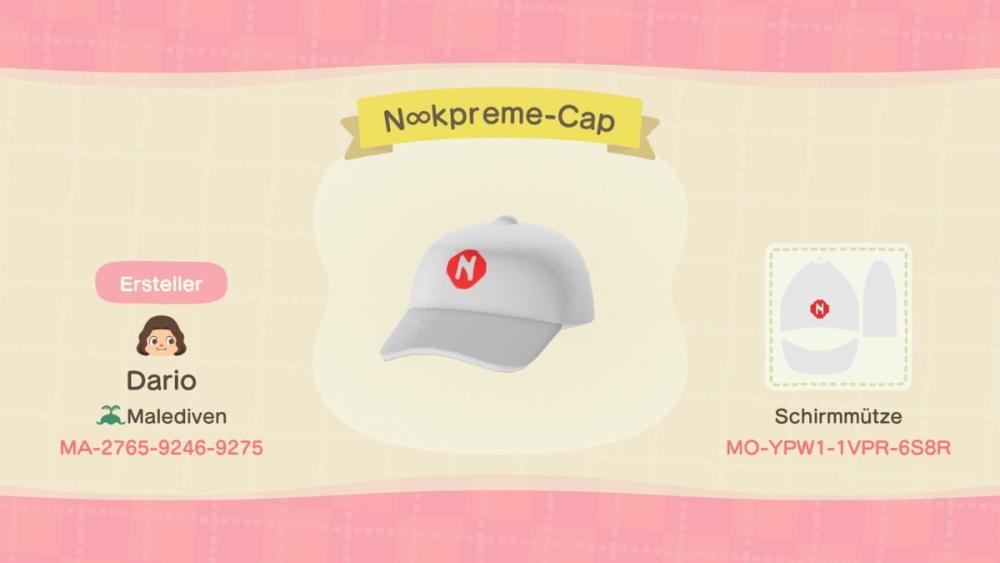 N∞kpreme-Cap
N
Ersteller
Dario
Malediven
MA-2765-9246-9275
N
Schirmmütze
MO-YPW1-1VPR-6S8R